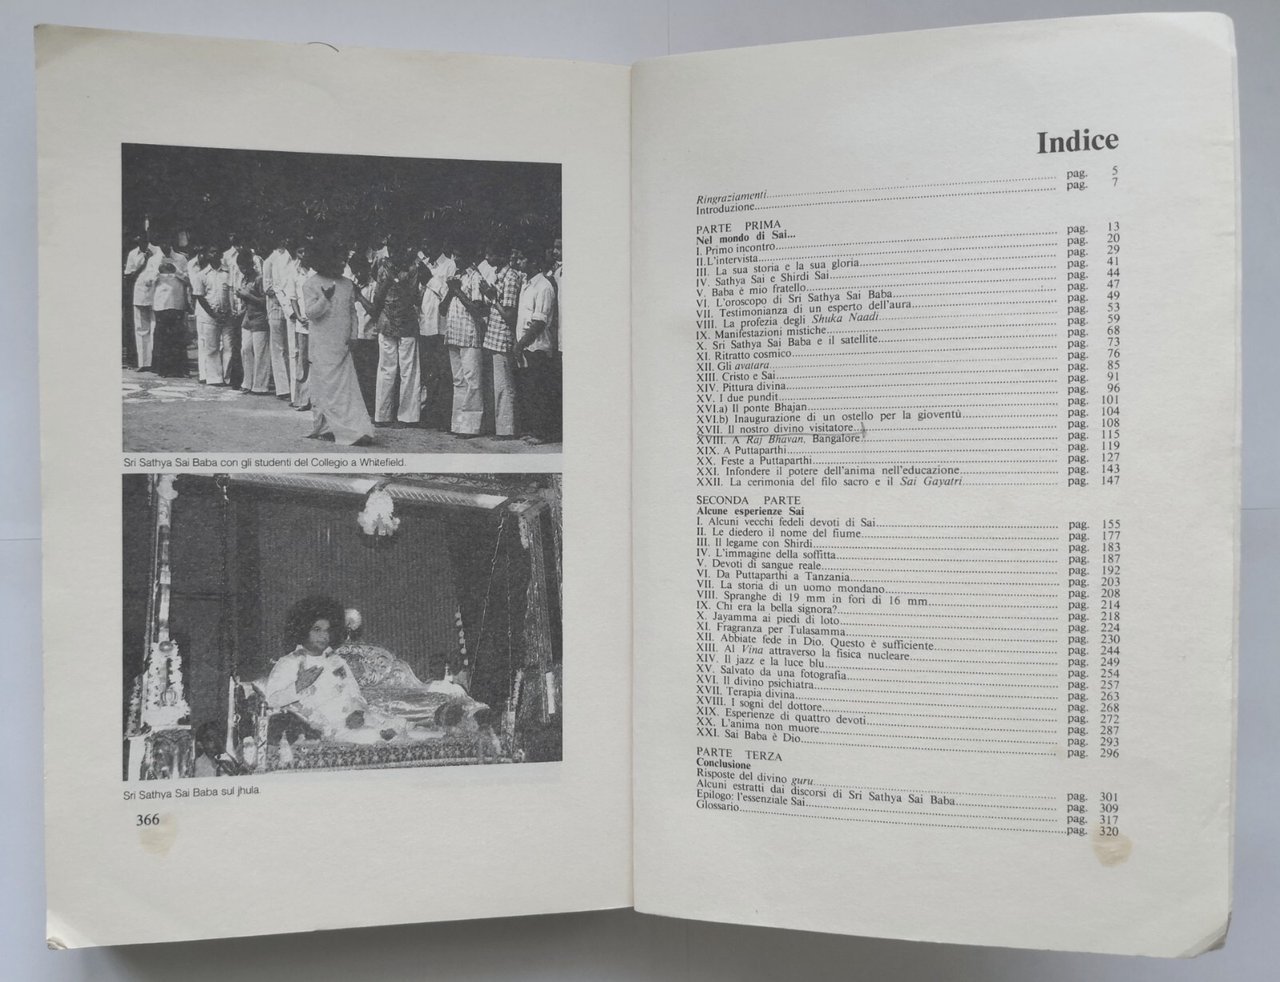 Sri Sathya Sai Baba con gli studenti del Collegio a Whitefield.
Sri Sathya Sai Baba sul jhula.
366
Indice
Ringraziamenti..... pag. 5
Introduzione..... pag. 7
PARTE PRIMA
Nel mondo di Sai...
I. Primo incontro..... pag. 13
II.L'intervista..... pag. 20
III. La sua storia e la sua gloria..... pag. 29
IV. Sathya Sai e Shirdi Sai..... pag. 41
V. Baba è mio fratello..... pag. 44
VI. L'oroscopo di Sri Sathya Sai Baba..... pag. 47
VII. Testimonianza di un esperto dell'aura..... pag. 49
VIII. La profezia degli Shuka Naadi..... pag. 53
IX. Manifestazioni mistiche..... pag. 59
X. Sri Sathya Sai Baba e il satellite..... pag. 68
XI. Ritratto cosmico..... pag. 73
XII. Gli avatara..... pag. 76
XIII. Cristo e Sai..... pag. 85
XIV. Pittura divina..... pag. 91
XV. I due pundit..... pag. 96
XVI.a) Il ponte Bhajan..... pag. 101
XVI.b) Inaugurazione di un ostello per la gioventù..... pag. 104
XVII. Il nostro divino visitatore..... pag. 108
XVIII. A Raj Bhavan, Bangalore..... pag. 115
XIX. A Puttaparthi..... pag. 119
XX. Feste a Puttaparthi..... pag. 127
XXI. Infondere il potere dell'anima nell'educazione..... pag. 143
XXII. La cerimonia del filo sacro e il Sai Gayatri..... pag. 147
SECONDA PARTE
Alcune esperienze Sai
I. Alcuni vecchi fedeli devoti di Sai..... pag. 155
II. Le diedero il nome del fiume..... pag. 177
III. Il legame con Shirdi..... pag. 183
IV. L'immagine della soffitta..... pag. 187
V. Devoti di sangue reale..... pag. 192
VI. Da Puttaparthi a Tanzania..... pag. 203
VII. La storia di un uomo mondano..... pag. 208
VIII. Spranghe di 19 mm in fori di 16 mm..... pag. 214
IX. Chi era la bella signora?..... pag. 218
X. Jayamma ai piedi di loto..... pag. 224
XI. Fragranza per Tulasamma..... pag. 230
XII. Abbiate fede in Dio. Questo è sufficiente..... pag. 244
XIII. Al Vina attraverso la fisica nucleare..... pag. 249
XIV. Il jazz e la luce blu..... pag. 254
XV. Salvato da una fotografia..... pag. 257
XVI. Il divino psichiatra..... pag. 263
XVII. Terapia divina..... pag. 268
XVIII. I sogni del dottore..... pag. 272
XIX. Esperienze di quattro devoti..... pag. 287
XX. L'anima non muore..... pag. 293
XXI. Sai Baba è Dio..... pag. 296
PARTE TERZA
Conclusione
Risposte del divino guru..... pag. 301
Alcuni estratti dai discorsi di Sri Sathya Sai Baba..... pag. 309
Epilogo: l'essenziale Sai..... pag. 317
Glossario.....pag. 320